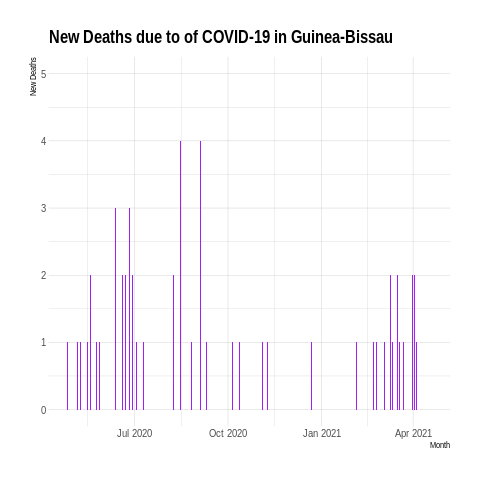 New Deaths due to of COVID-19 in Guinea-Bissau
New Deaths
5
4
3
2
1
0
Jul 2020 Oct 2020 Jan 2021 Apr 2021
Month